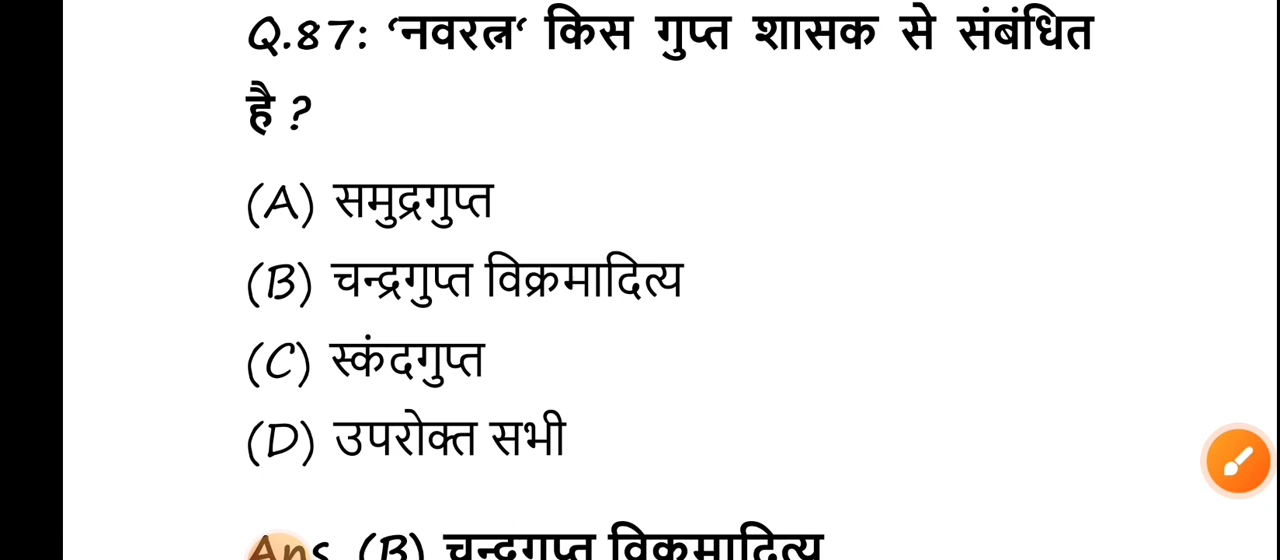 Q.87: ‘नवरत्न‘ किस गुप्त शासक से संबंधित
है ?
(A) समुद्रगुप्त
(B) चन्द्रगुप्त विक्रमादित्य
(C) स्कंदगुप्त
(D) उपरोक्त सभी
Ans. (B) चन्द्रगुप्त विक्रमादित्य